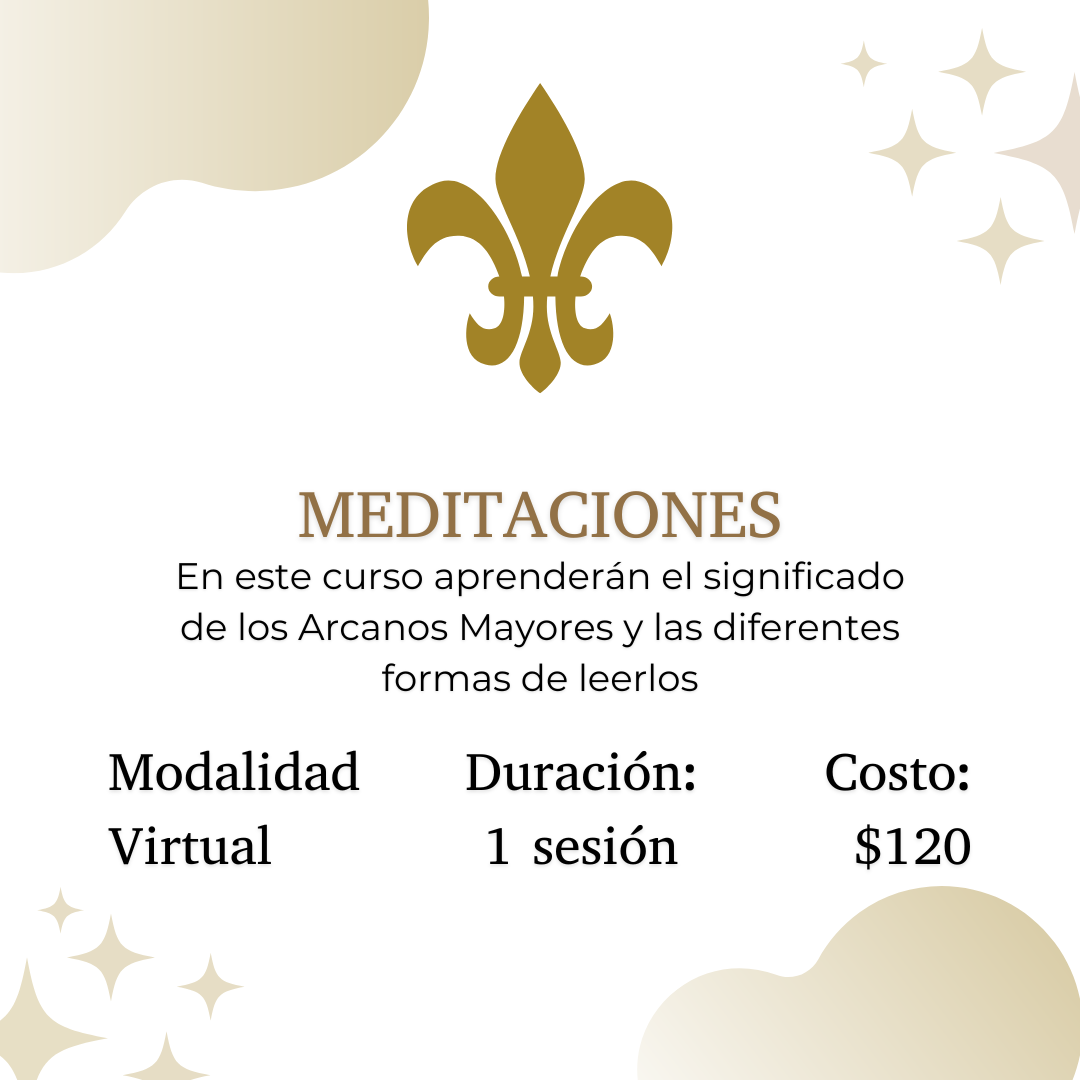 MEDITACIONES
En este curso aprenderán el significado
de los Arcanos Mayores y las diferentes
formas de leerlos
Modalidad
Virtual
Duración:
1 sesión
Costo:
$120